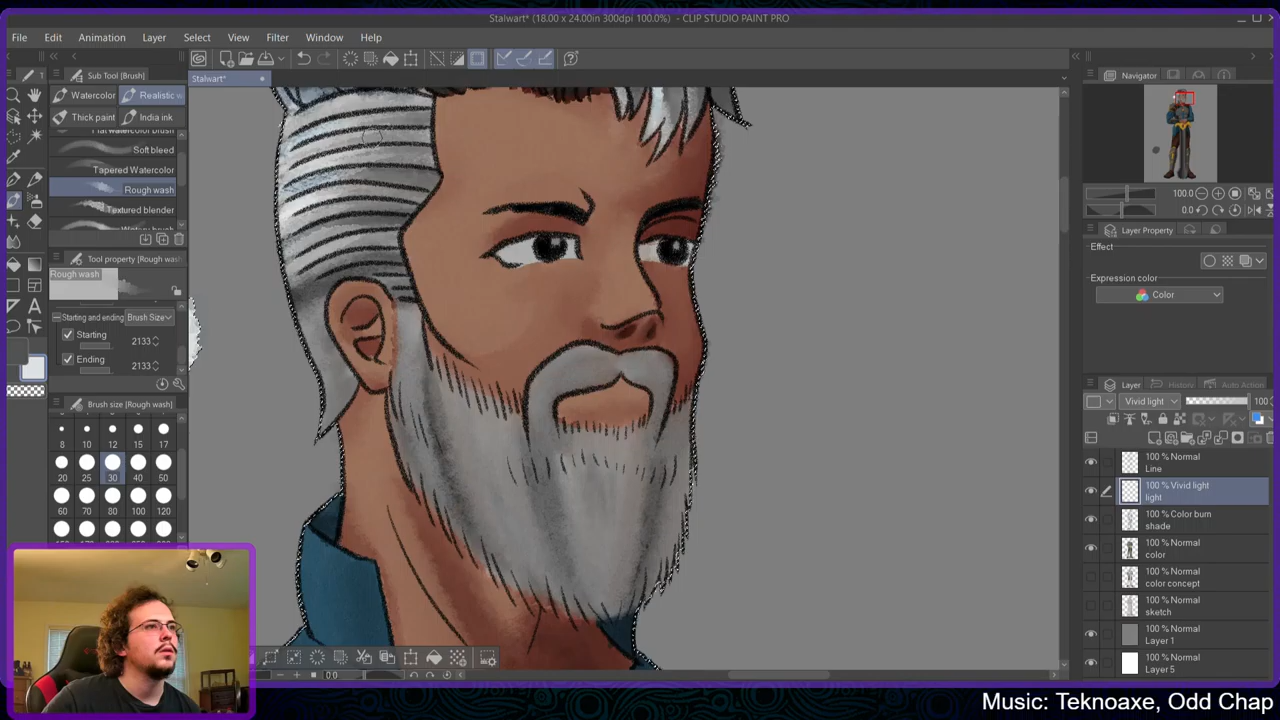 Stalwart* (18.00 x 24.00in 300dpi 100.0%) - CLIP STUDIO PAINT PRO
File Edit Animation Layer Select View Filter Window Help
Sub Tool [Brush]
Stalwart*
Navigator
Watercolor
Realistic w
Thick paint
India ink
Flat watercolor brush
Soft bleed
Tapered Watercolor
Rough wash
Textured blender
Watery brush
100.0
0.0
Layer Property
Effect
Expression color
Color
Tool property [Rough was
Rough wash
Starting and ending
Brush Size
Starting
2133
Ending
2133
Brush size [Rough wash]
8 10 12 15 17
20 25 30 40 50
60 70 80 100 120
Layer
History
Auto Action
Vivid light
100
100 % Normal
Line
100 % Vivid light
light
100 % Color burn
shade
100 % Normal
color
100 % Normal
color concept
100 % Normal
sketch
100 % Normal
Layer 1
100 % Normal
Layer 5
Music: Teknoaxe, Odd Chap